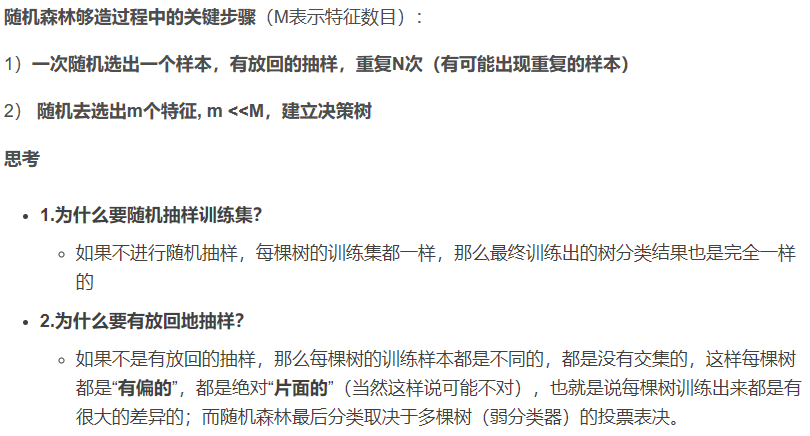 随机森林够造过程中的关键步骤（M表示特征数目）：
1）一次随机选出一个样本，有放回的抽样，重复N次（有可能出现重复的样本）
2） 随机去选出m个特征, m <<M，建立决策树
思考
• 1.为什么要随机抽样训练集？
◦ 如果不进行随机抽样，每棵树的训练集都一样，那么最终训练出的树分类结果也是完全一样
的
• 2.为什么要有放回地抽样？
◦ 如果不是有放回的抽样，那么每棵树的训练样本都是不同的，都是没有交集的，这样每棵树
都是“有偏的”，都是绝对“片面的”（当然这样说可能不对），也就是说每棵树训练出来都是有
很大的差异的；而随机森林最后分类取决于多棵树（弱分类器）的投票表决。